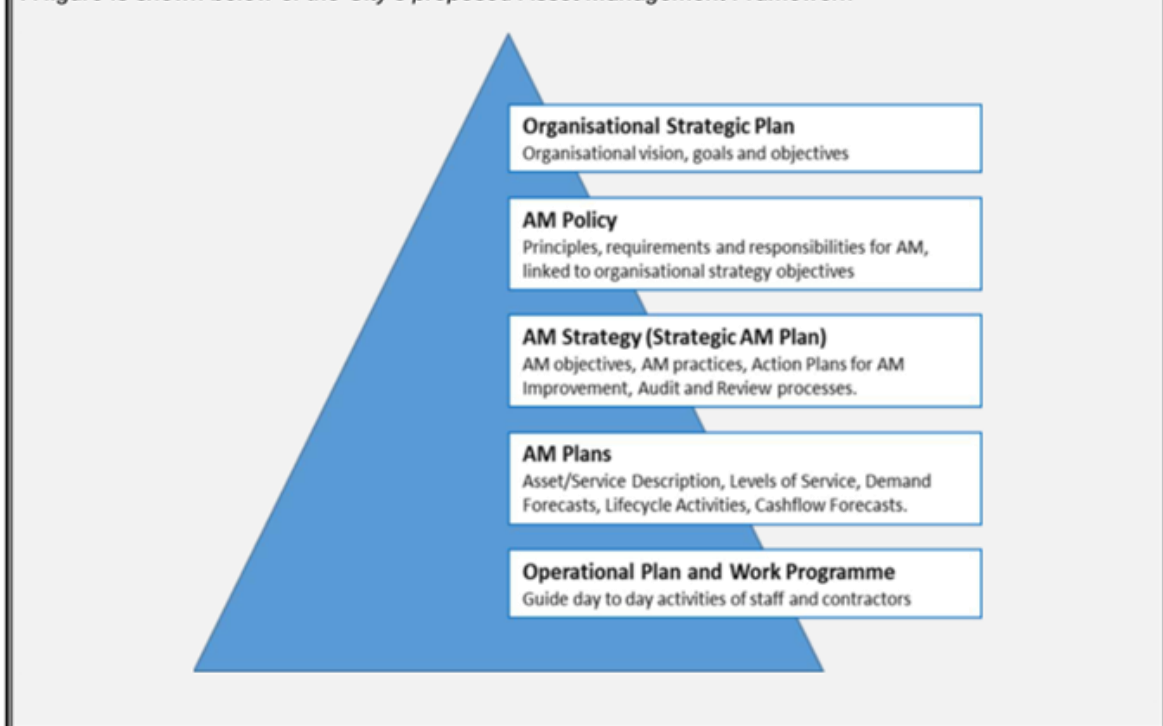 Organisational Strategic Plan
Organisational vision, goals and objectives
AM Policy
Principles, requirements and responsibilities for AM,
linked to organisational strategy objectives
AM Strategy (Strategic AM Plan)
AM objectives, AM practices, Action Plans for AM
Improvement, Audit and Review processes.
AM Plans
Asset/Service Description, Levels of Service, Demand
Forecasts, Lifecycle Activities, Cashflow Forecasts.
Operational Plan and Work Programme
Guide day to day activities of staff and contractors